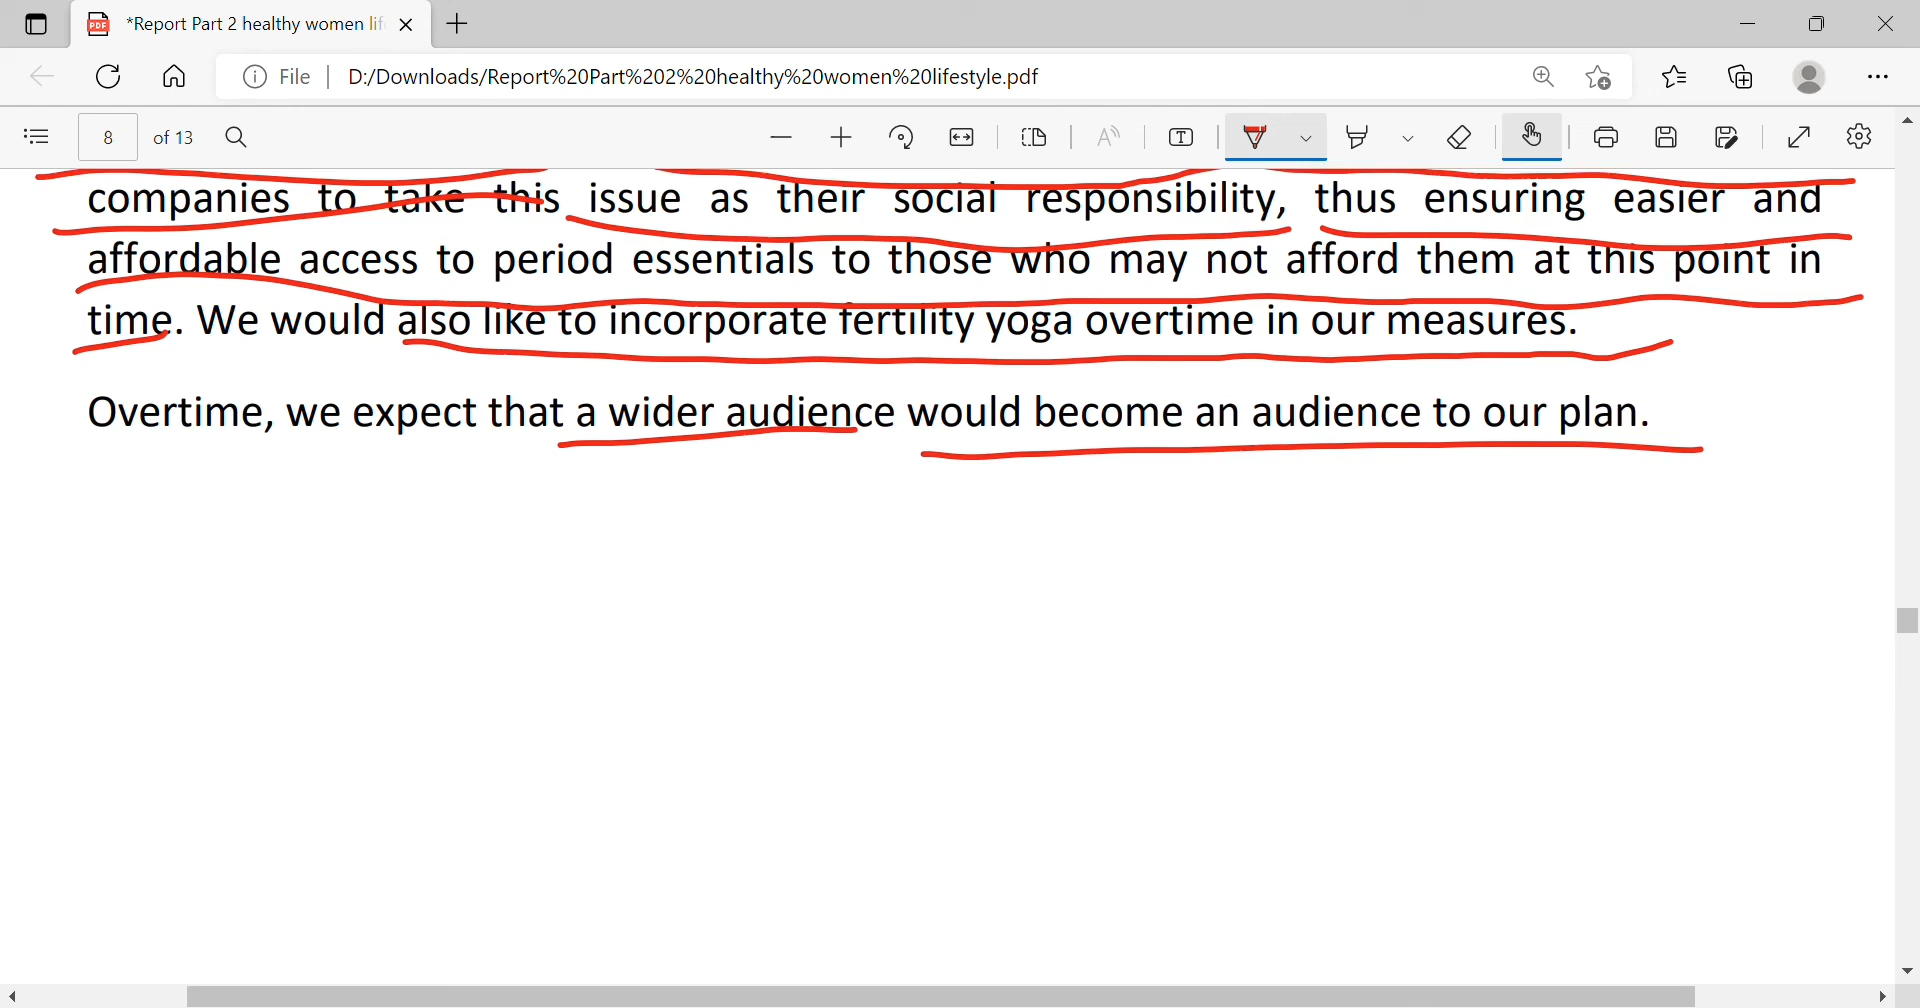 *Report Part 2 healthy women lif
File D:/Downloads/Report%20Part%202%20healthy%20women%20lifestyle.pdf
8 of 13
companies to take this issue as their social responsibility, thus ensuring easier and
affordable access to period essentials to those who may not afford them at this point in
time. We would also like to incorporate fertility yoga overtime in our measures.
Overtime, we expect that a wider audience would become an audience to our plan.